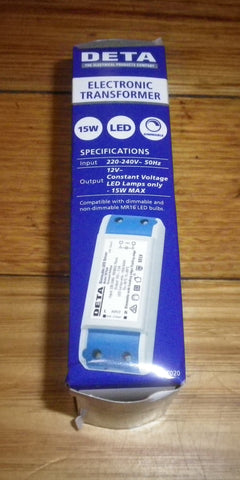 DETA
THE ELECTRICAL PRODUCTS COMPANY
ELECTRONIC
TRANSFORMER
15W
LED
DIMMABLE
SPECIFICATIONS
Input 220-240V~ 50Hz
12V~
Output Constant Voltage
LED Lamps only
- 15W MAX
Compatible with dimmable and
non-dimmable MR16 LED bulbs.
DETA